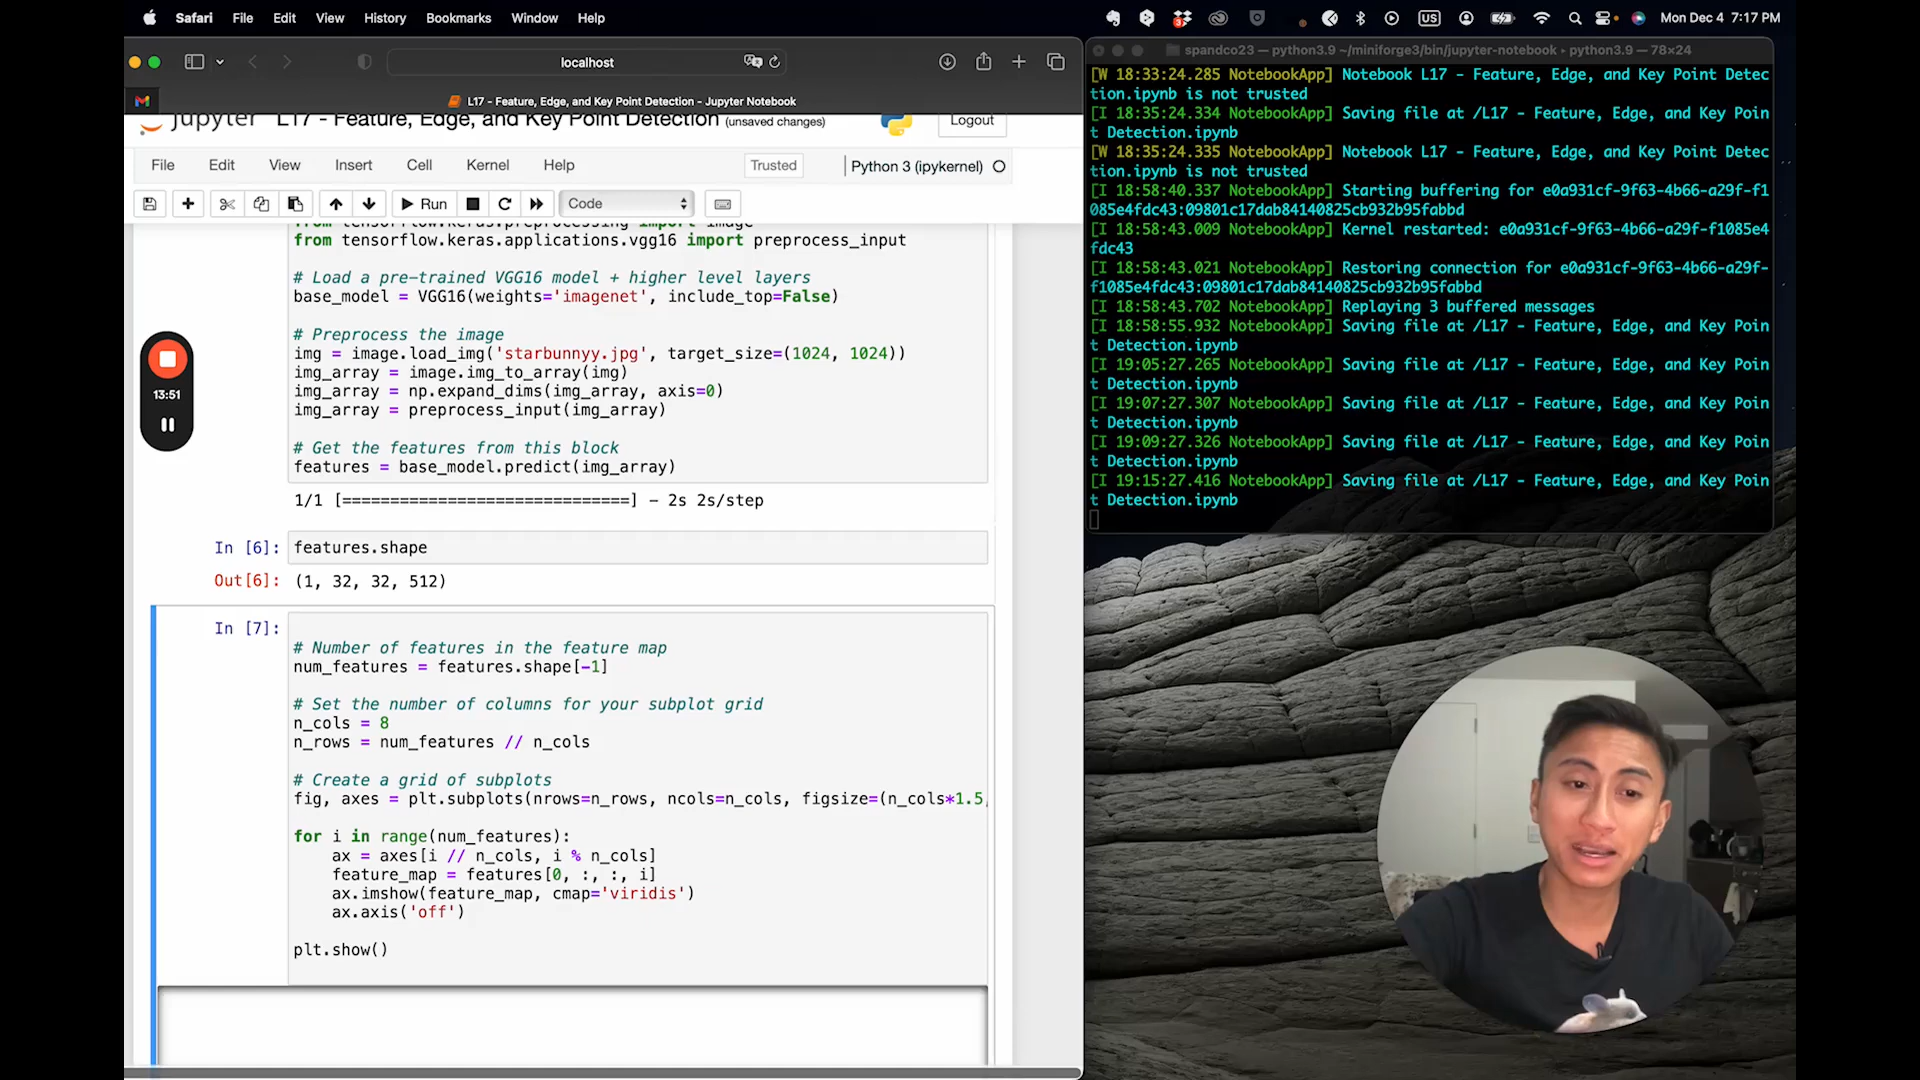 Safari File Edit View History Bookmarks Window Help
US
Mon Dec 4 7:17 PM
localhost
L17 - Feature, Edge, and Key Point Detection - Jupyter Notebook
jupyter L17 - Feature, Edge, and Key Point Detection (unsaved changes)
Logout
File Edit View Insert Cell Kernel Help
Trusted
Python 3 (ipykernel)
Run
Code
from tensorflow.keras.preprocessing import image
from tensorflow.keras.applications.vgg16 import preprocess_input
# Load a pre-trained VGG16 model + higher level layers
base_model = VGG16(weights='imagenet', include_top=False)
# Preprocess the image
img = image.load_img('starbunnyy.jpg', target_size=(1024, 1024))
img_array = image.img_to_array(img)
img_array = np.expand_dims(img_array, axis=0)
img_array = preprocess_input(img_array)
# Get the features from this block
features = base_model.predict(img_array)
1/1 [==============================] - 2s 2s/step
In [6]: features.shape
Out[6]: (1, 32, 32, 512)
In [7]:
# Number of features in the feature map
num_features = features.shape[-1]
# Set the number of columns for your subplot grid
n_cols = 8
n_rows = num_features // n_cols
# Create a grid of subplots
fig, axes = plt.subplots(nrows=n_rows, ncols=n_cols, figsize=(n_cols*1.5,
for i in range(num_features):
ax = axes[i // n_cols, i % n_cols]
feature_map = features[0, :, :, i]
ax.imshow(feature_map, cmap='viridis')
ax.axis('off')
plt.show()
13:51
spandco23 — python3.9 ~/miniforge3/bin/jupyter-notebook • python3.9 — 78×24
[W 18:33:24.285 NotebookApp] Notebook L17 - Feature, Edge, and Key Point Detec
tion.ipynb is not trusted
[I 18:35:24.334 NotebookApp] Saving file at /L17 - Feature, Edge, and Key Poin
t Detection.ipynb
[W 18:35:24.335 NotebookApp] Notebook L17 - Feature, Edge, and Key Point Detec
tion.ipynb is not trusted
[I 18:58:40.337 NotebookApp] Starting buffering for e0a931cf-9f63-4b66-a29f-f1
085e4fdc43:09801c17dab84140825cb932b95fabbd
[I 18:58:43.009 NotebookApp] Kernel restarted: e0a931cf-9f63-4b66-a29f-f1085e4
fdc43
[I 18:58:43.021 NotebookApp] Restoring connection for e0a931cf-9f63-4b66-a29f-
f1085e4fdc43:09801c17dab84140825cb932b95fabbd
[I 18:58:43.702 NotebookApp] Replaying 3 buffered messages
[I 18:58:55.932 NotebookApp] Saving file at /L17 - Feature, Edge, and Key Poin
t Detection.ipynb
[I 19:05:27.265 NotebookApp] Saving file at /L17 - Feature, Edge, and Key Poin
t Detection.ipynb
[I 19:07:27.307 NotebookApp] Saving file at /L17 - Feature, Edge, and Key Poin
t Detection.ipynb
[I 19:09:27.326 NotebookApp] Saving file at /L17 - Feature, Edge, and Key Poin
t Detection.ipynb
[I 19:15:27.416 NotebookApp] Saving file at /L17 - Feature, Edge, and Key Poin
t Detection.ipynb